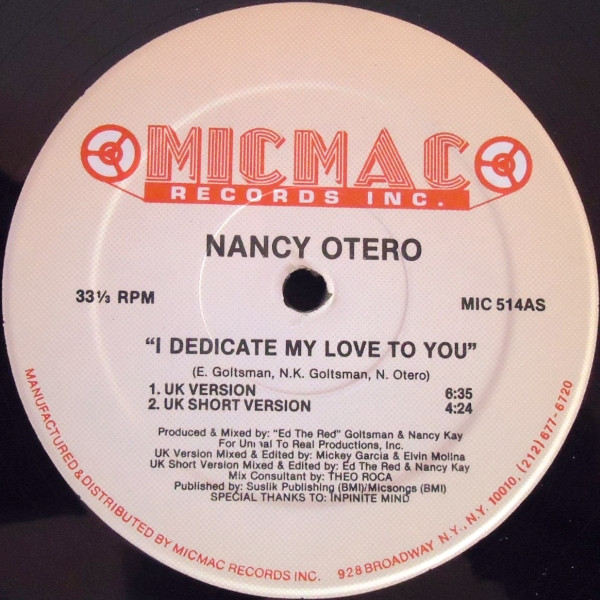 MICMAC
RECORDS INC.
NANCY OTERO
33⅓ RPM
MIC 514AS
"I DEDICATE MY LOVE TO YOU"
(E. Goltsman, N.K. Goltsman, N. Otero)
1. UK VERSION 6:35
2. UK SHORT VERSION 4:24
Produced & Mixed by: "Ed The Red" Goltsman & Nancy Kay
For To Real Productions, Inc.
UK Version Mixed & Edited by: Mickey Garcia & Elvin Molina
UK Short Version Mixed & Edited by: Ed The Red & Nancy Kay
Mix Consultant by: THEO ROCA
Published by: Suslik Publishing (BMI)/Micsongs (BMI)
SPECIAL THANKS TO: INPINITE MIND
MANUFACTURED & DISTRIBUTED BY MICMAC RECORDS INC. 928 BROADWAY N.Y., N.Y. 10010, (212) 677-6720